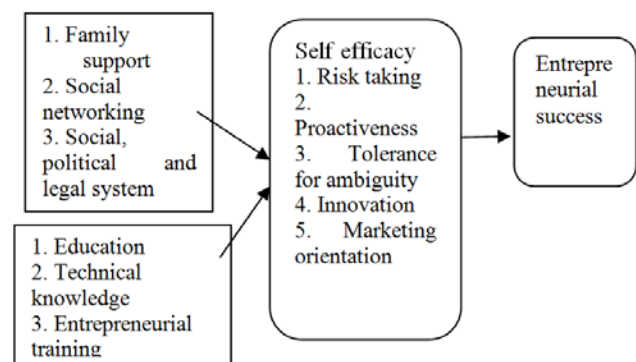 1. Family
support
2. Social
networking
3. Social,
political and
legal system
1. Education
2. Technical
knowledge
3. Entrepreneurial
training
Self efficacy
1. Risk taking
2.
Proactiveness
3. Tolerance
for ambiguity
4. Innovation
5. Marketing
orientation
Entrepre
neurial
success